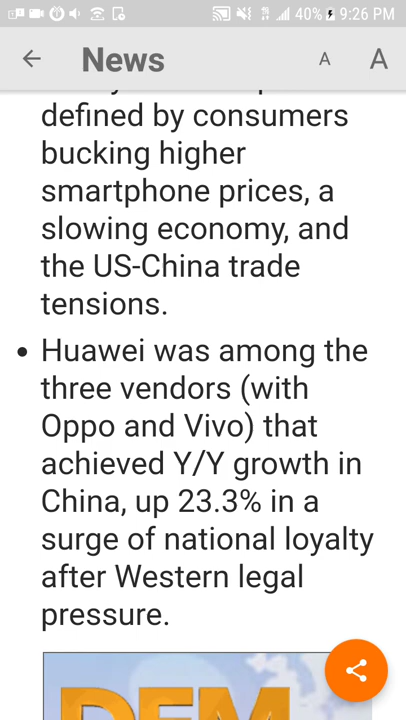 40% 9:26 PM
News A A
defined by consumers
bucking higher
smartphone prices, a
slowing economy, and
the US-China trade
tensions.
• Huawei was among the
three vendors (with
Oppo and Vivo) that
achieved Y/Y growth in
China, up 23.3% in a
surge of national loyalty
after Western legal
pressure.